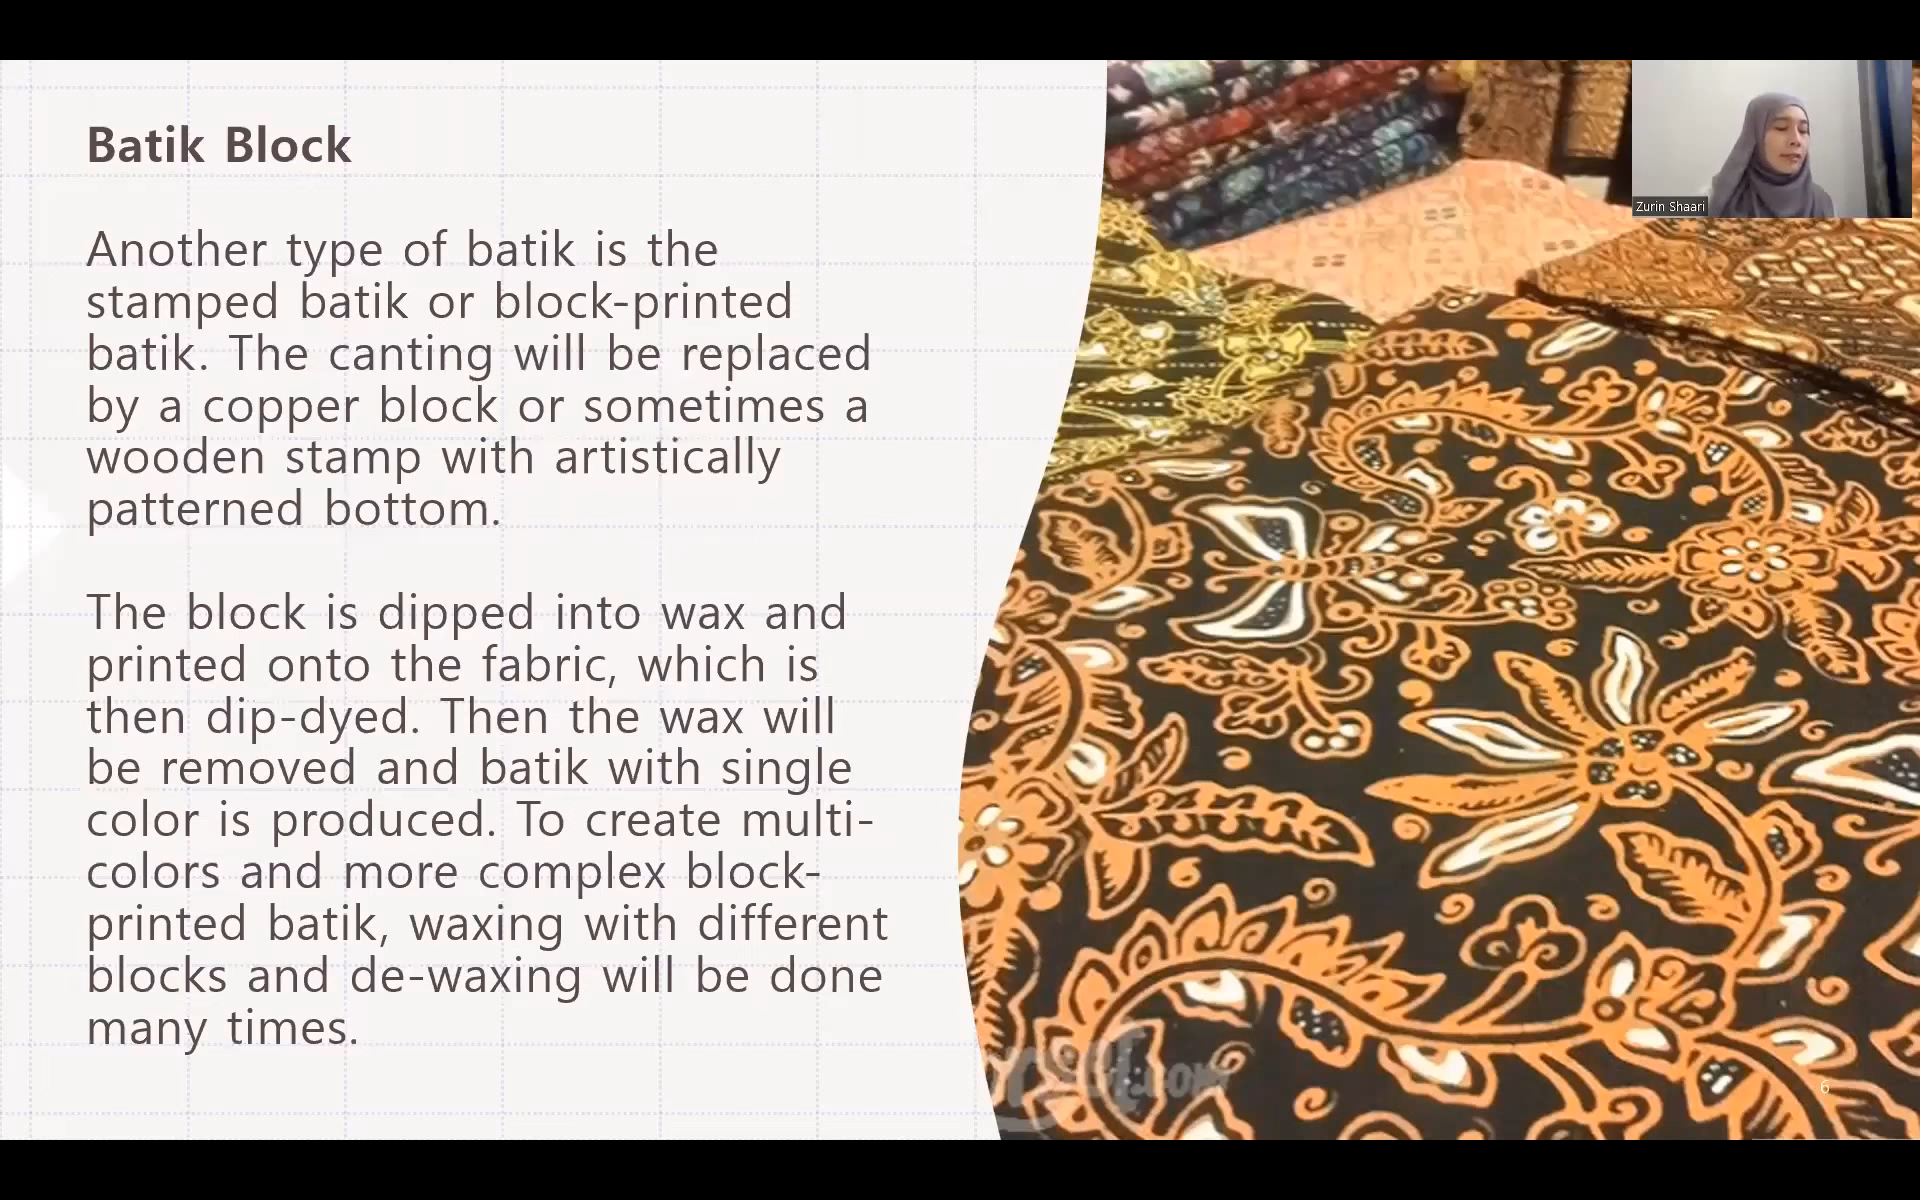 Batik Block
Another type of batik is the
stamped batik or block-printed
batik. The canting will be replaced
by a copper block or sometimes a
wooden stamp with artistically
patterned bottom.
The block is dipped into wax and
printed onto the fabric, which is
then dip-dyed. Then the wax will
be removed and batik with single
color is produced. To create multi-
colors and more complex block-
printed batik, waxing with different
blocks and de-waxing will be done
many times.
Zurin Shaari
.com
6